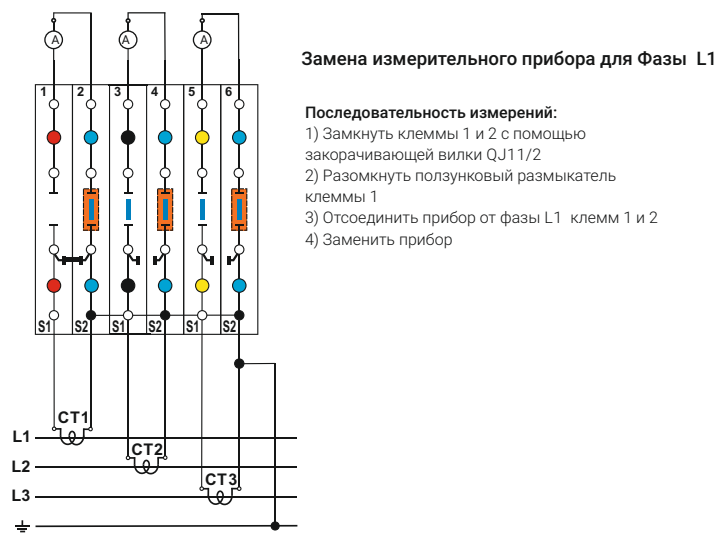 A A A
Замена измерительного прибора для Фазы L1
1 2 3 4 5 6
Последовательность измерений:
1) Замкнуть клеммы 1 и 2 с помощью
закорачивающей вилки QJ11/2
2) Разомкнуть ползунковый размыкатель
клеммы 1
3) Отсоединить прибор от фазы L1 клемм 1 и 2
4) Заменить прибор
S1 S2 S1 S2 S1 S2
CT1
L1
CT2
L2
CT3
L3